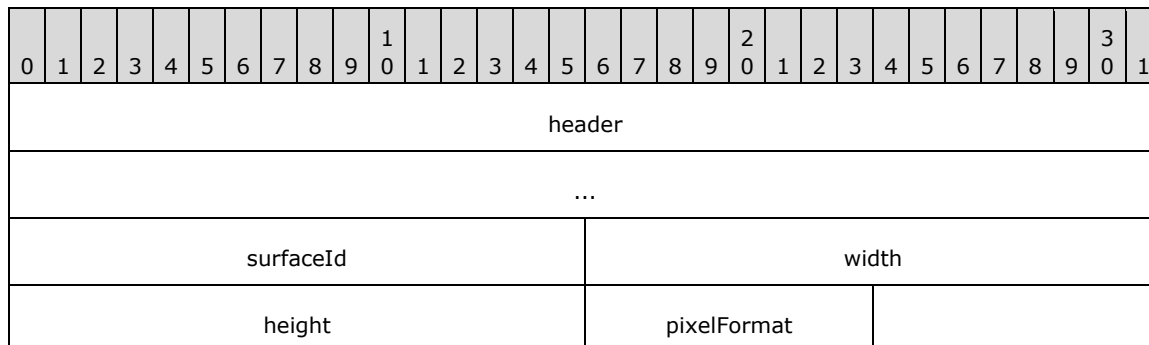 1 2 3
0 1 2 3 4 5 6 7 8 9 0 1 2 3 4 5 6 7 8 9 0 1 2 3 4 5 6 7 8 9 0 1
header
...
surfaceId width
height pixelFormat